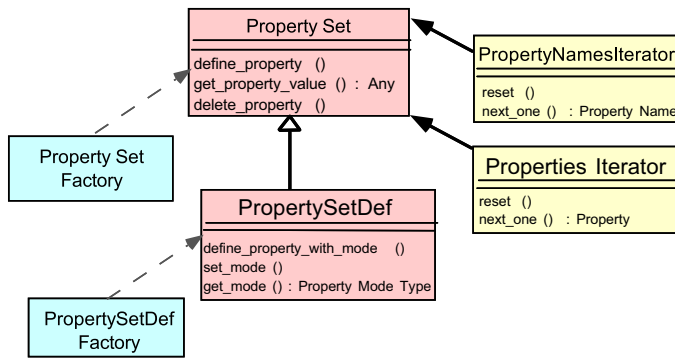 Property Set
define_property ()
get_property_value () : Any
delete_property ()
PropertyNamesIterator
reset ()
next_one () : Property Name
Property Set
Factory
Properties Iterator
reset ()
next_one () : Property
PropertySetDef
define_property_with_mode ()
set_mode ()
get_mode () : Property Mode Type
PropertySetDef
Factory